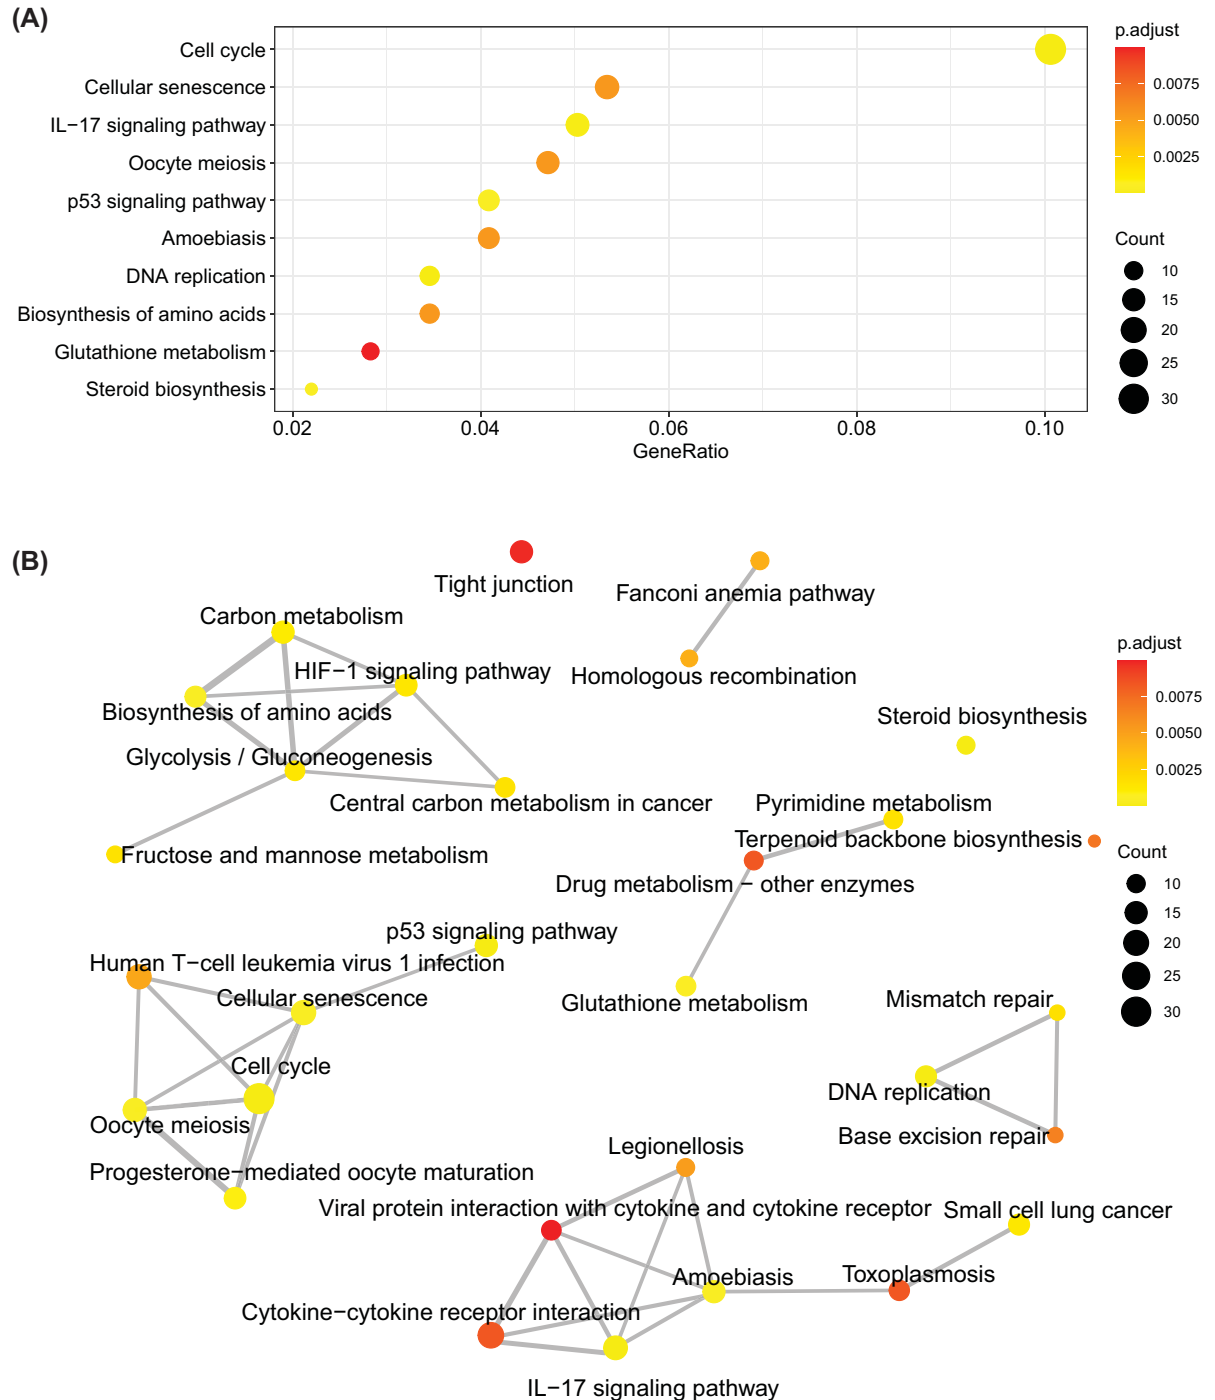 (A)
Cell cycle
Cellular senescence
IL−17 signaling pathway
Oocyte meiosis
p53 signaling pathway
Amoebiasis
DNA replication
Biosynthesis of amino acids
Glutathione metabolism
Steroid biosynthesis
0.02 0.04 0.06 0.08 0.10
GeneRatio
p.adjust
0.0075
0.0050
0.0025
Count
10
15
20
25
30
(B)
Tight junction
Fanconi anemia pathway
Carbon metabolism
HIF−1 signaling pathway
Homologous recombination
Biosynthesis of amino acids
Steroid biosynthesis
Glycolysis / Gluconeogenesis
Central carbon metabolism in cancer
Pyrimidine metabolism
Terpenoid backbone biosynthesis
Fructose and mannose metabolism
Drug metabolism − other enzymes
p53 signaling pathway
Human T−cell leukemia virus 1 infection
Cellular senescence
Glutathione metabolism
Mismatch repair
Cell cycle
DNA replication
Oocyte meiosis
Base excision repair
Legionellosis
Progesterone−mediated oocyte maturation
Viral protein interaction with cytokine and cytokine receptor
Small cell lung cancer
Amoebiasis
Toxoplasmosis
Cytokine−cytokine receptor interaction
IL−17 signaling pathway
p.adjust
0.0075
0.0050
0.0025
Count
10
15
20
25
30